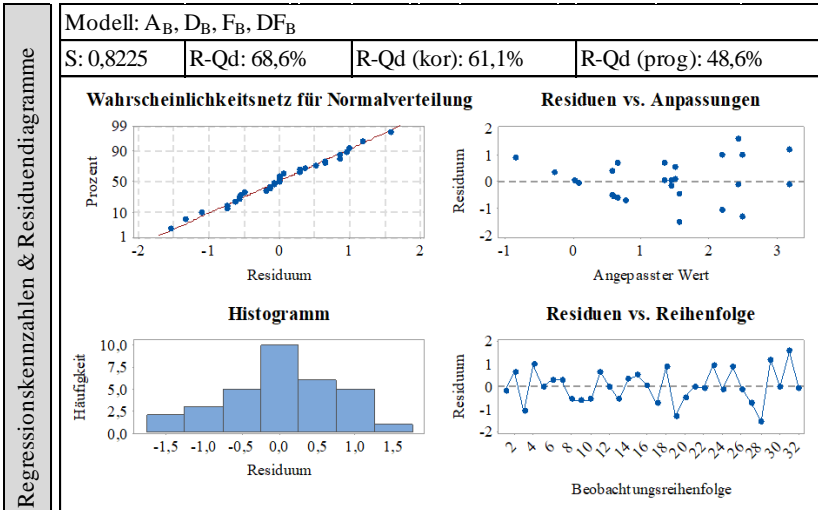 Regressionskennzahlen & Residuendiagramme
Modell: A_B, D_B, F_B, DF_B
S: 0,8225 R-Qd: 68,6% R-Qd (kor): 61,1% R-Qd (prog): 48,6%
Wahrscheinlichkeitsnetz für Normalverteilung
Prozent
99
90
50
10
1
-2 -1 0 1 2
Residuum
Residuen vs. Anpassungen
Residuum
2
1
0
-1
-2
-1 0 1 2 3
Angepasster Wert
Histogramm
Häufigkeit
10,0
7.5
5.0
2.5
0,0
-1,5 -1,0 -0,5 0,0 0,5 1,0 1,5
Residuum
Residuen vs. Reihenfolge
Residuum
2
1
0
-1
-2
2 4 6 8 10 12 14 16 18 20 22 24 26 28 30 32
Beobachtungsreihenfolge